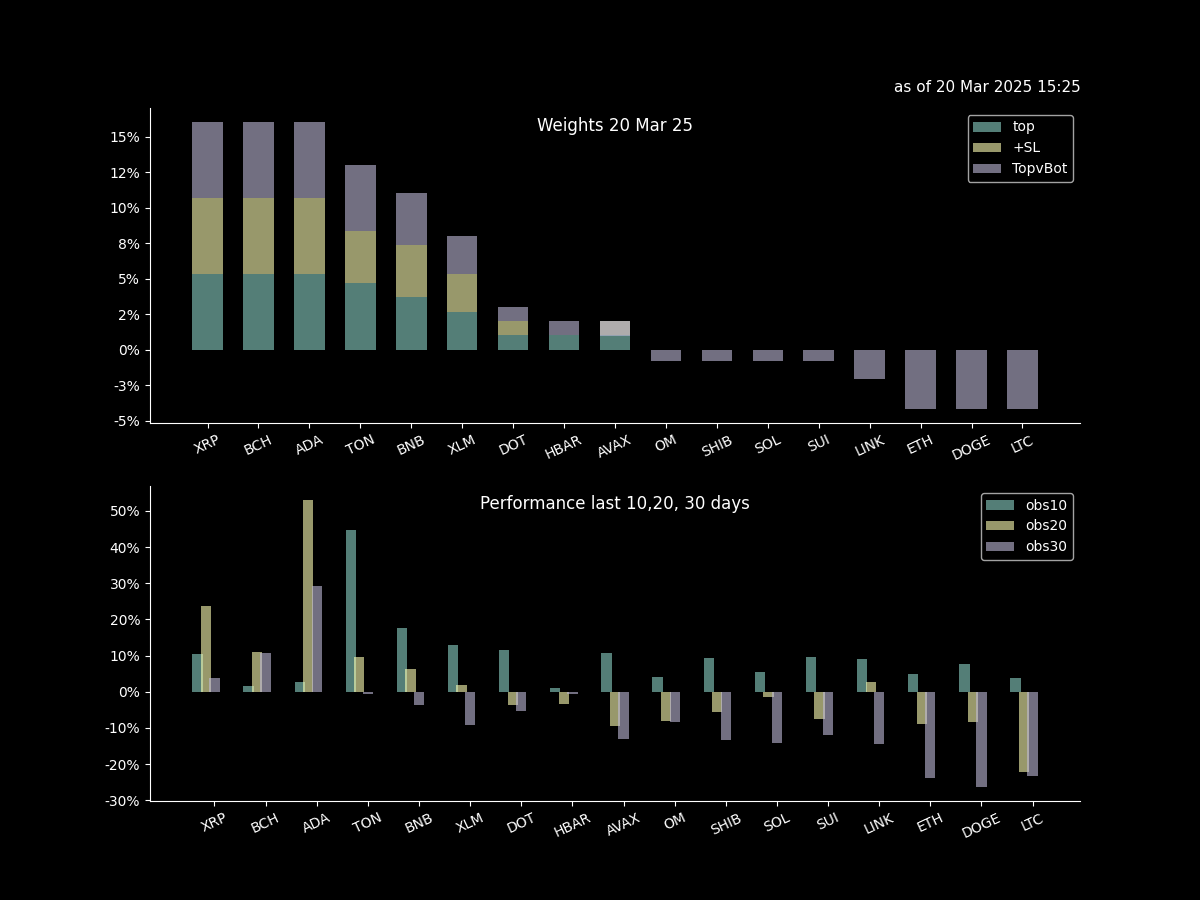 as of 20 Mar 2025 15:25
Weights 20 Mar 25
top
+SL
TopvBot
15%
12%
10%
8%
5%
2%
0%
-3%
-5%
XRP BCH ADA TON BNB XLM DOT HBAR AVAX OM SHIB SOL SUI LINK ETH DOGE LTC
Performance last 10,20, 30 days
obs10
obs20
obs30
50%
40%
30%
20%
10%
0%
-10%
-20%
-30%
XRP BCH ADA TON BNB XLM DOT HBAR AVAX OM SHIB SOL SUI LINK ETH DOGE LTC